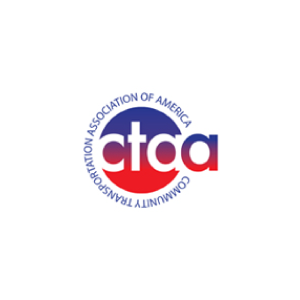 COMMUNITY TRANSPORTATION ASSOCIATION OF AMERICA
ctaa